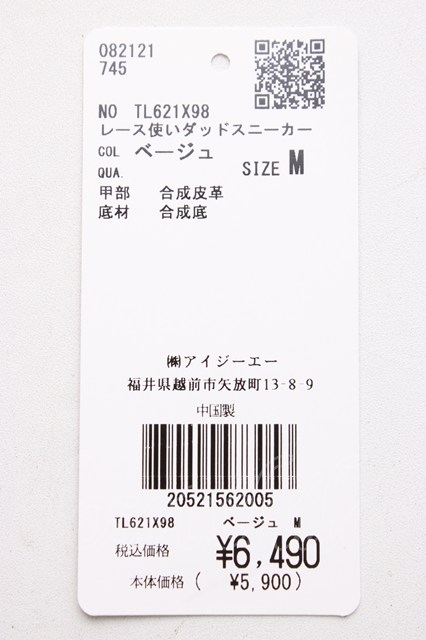 082121
745
NO TL621X98
レース使いダッドスニーカー
COL ベージュ
QUA. SIZE M
甲部 合成皮革
底材 合成底
㈱アイジーエー
福井県越前市矢放町13-8-9
中国製
20521562005
TL621X98 ベージュ M
税込価格 ¥6,490
本体価格( ¥5,900)